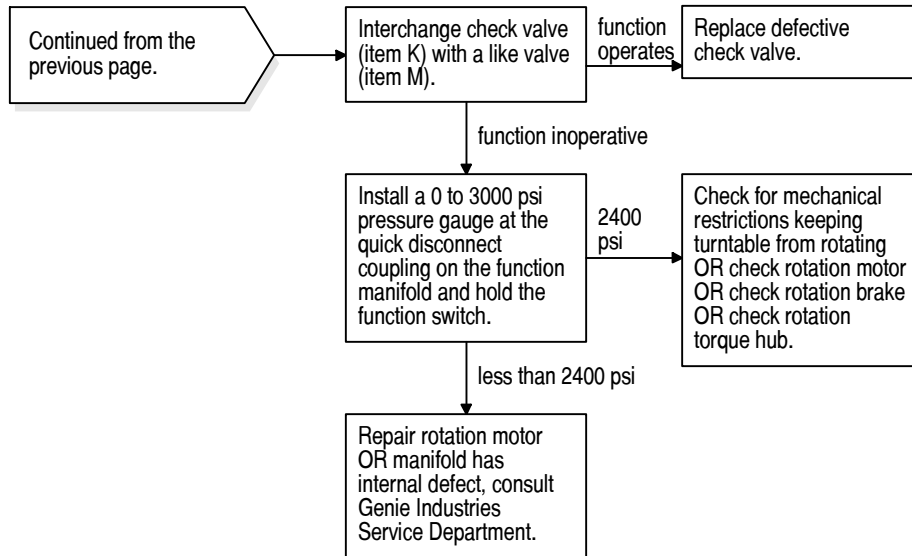 Continued from the
previous page.
Interchange check valve
(item K) with a like valve
(item M).
function
operates
Replace defective
check valve.
function inoperative
Install a 0 to 3000 psi
pressure gauge at the
quick disconnect
coupling on the function
manifold and hold the
function switch.
2400
psi
Check for mechanical
restrictions keeping
turntable from rotating
OR check rotation motor
OR check rotation brake
OR check rotation
torque hub.
less than 2400 psi
Repair rotation motor
OR manifold has
internal defect, consult
Genie Industries
Service Department.